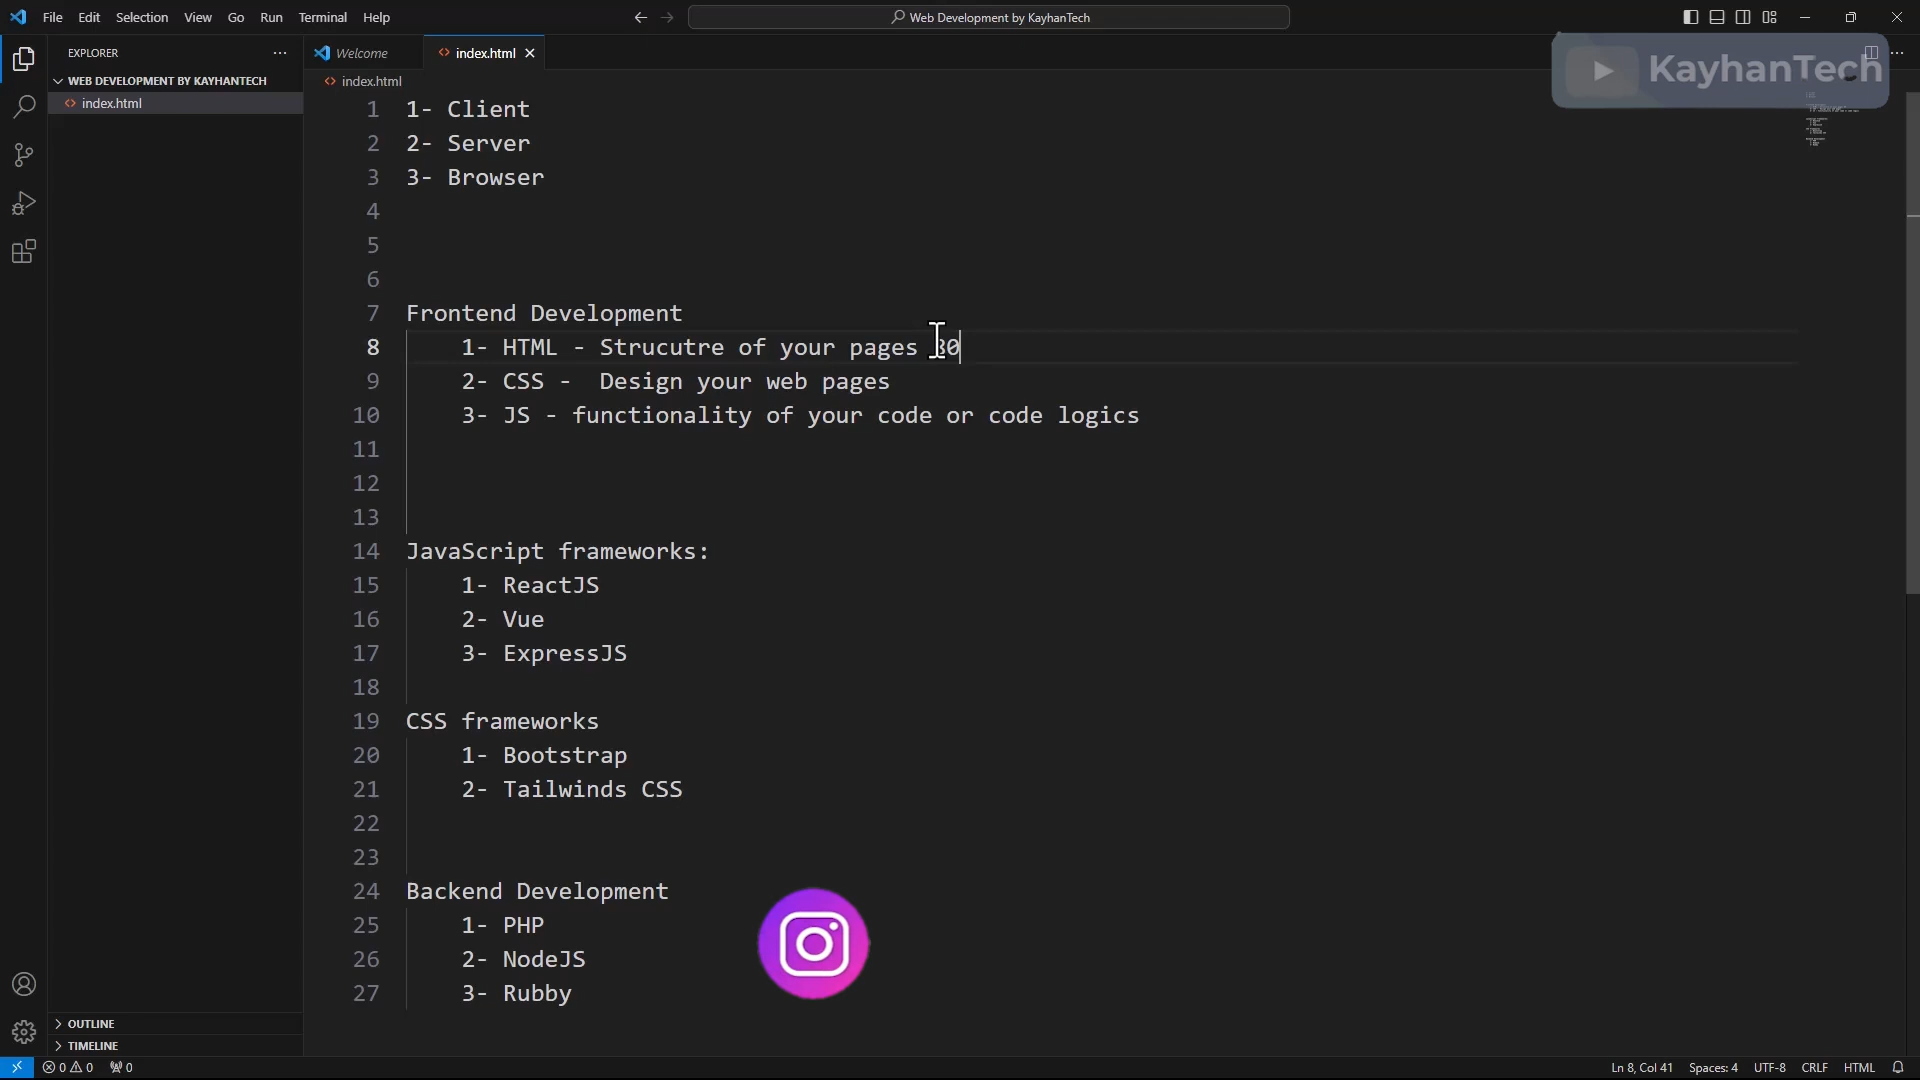 File Edit Selection View Go Run Terminal Help
Web Development by KayhanTech
EXPLORER
WEB DEVELOPMENT BY KAYHANTECH
index.html
OUTLINE
TIMELINE
Welcome
index.html
index.html
KayhanTech
1 1- Client
2 2- Server
3 3- Browser
4
5
6
7 Frontend Development
8 1- HTML - Strucutre of your pages
9 2- CSS - Design your web pages
10 3- JS - functionality of your code or code logics
11
12
13
14 JavaScript frameworks:
15 1- ReactJS
16 2- Vue
17 3- ExpressJS
18
19 CSS frameworks
20 1- Bootstrap
21 2- Tailwinds CSS
22
23
24 Backend Development
25 1- PHP
26 2- NodeJS
27 3- Rubby
0 0 0
Ln 8, Col 41 Spaces: 4 UTF-8 CRLF HTML